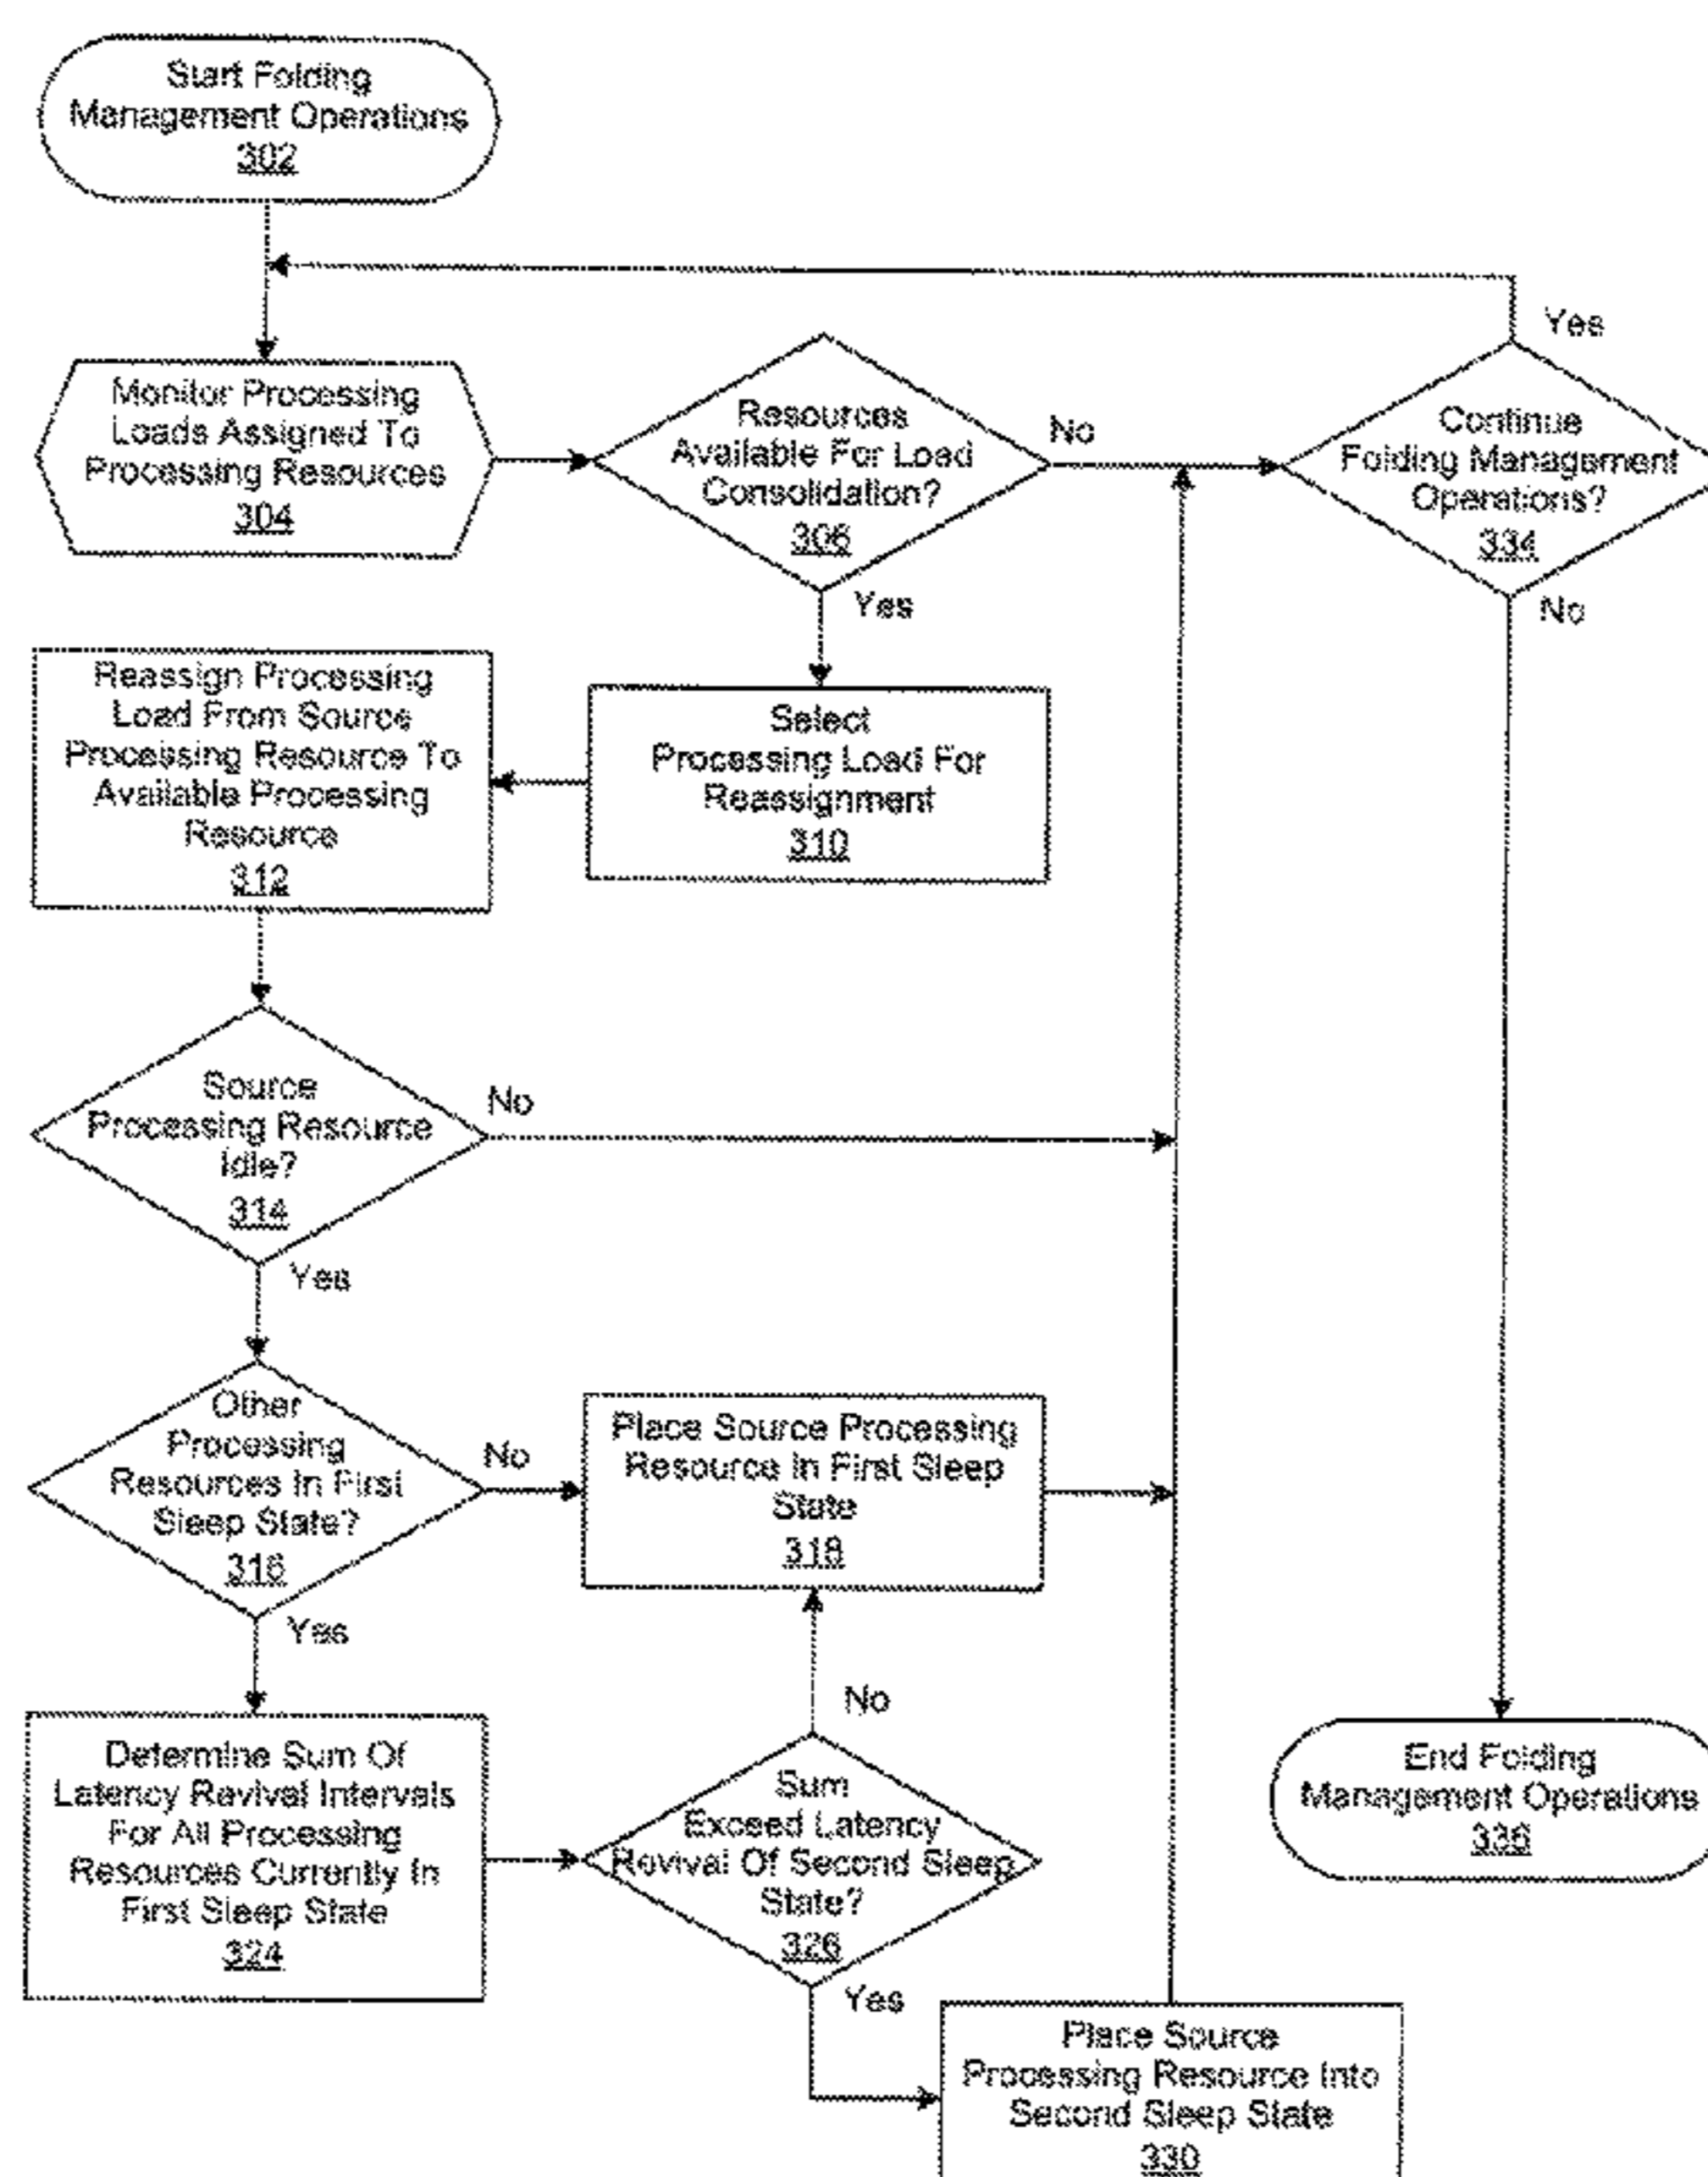 Start Folding
Management Operations
302
Yes
Monitor Processing
Loads Assigned To
Processing Resources
304
Resources
Available For Load
Consolidation?
306
No
Continue
Folding Management
Operations?
334
Yes
No
Reassign Processing
Load From Source
Processing Resource To
Available Processing
Resource
312
Select
Processing Load For
Reassignment
310
Source
Processing Resource
Idle?
314
No
Yes
Other
Processing
Resources In First
Sleep State?
316
No
Place Source Processing
Resource In First Sleep
State
318
Yes
No
Determine Sum Of
Latency Revival Intervals
For All Processing
Resources Currently In
First Sleep State
324
Sum
Exceed Latency
Revival Of Second Sleep
State?
326
End Folding
Management Operations
336
Yes
Place Source
Processing Resource Into
Second Sleep State
330